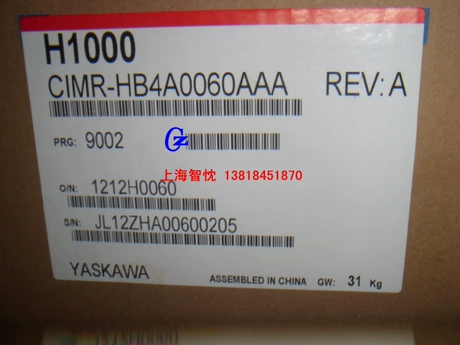 H1000
CIMR-HB4A0060AAA REV: A
PRG: 9002
GZ
上海智忱 13818451870
O/N: 1212H0060
S/N: JL12ZHA00600205
YASKAWA ASSEMBLED IN CHINA GW: 31 Kg